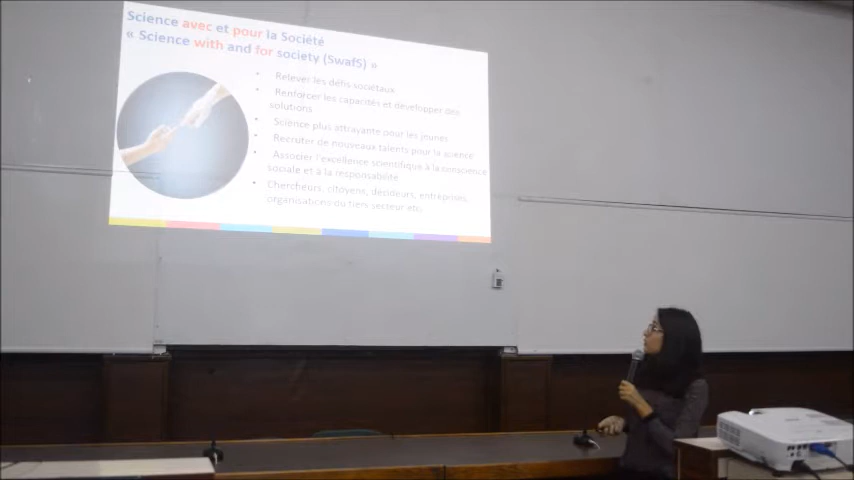 Science avec et pour la Société
« Science with and for society (SwafS) »
• Relever les défis sociétaux
• Renforcer les capacités et développer des
solutions
• Science plus attrayante pour les jeunes
• Recruter de nouveaux talents pour la science
• Associer l'excellence scientifique à la conscience
sociale et à la responsabilité
• Chercheurs, citoyens, décideurs, entreprises,
organisations du tiers secteur etc.